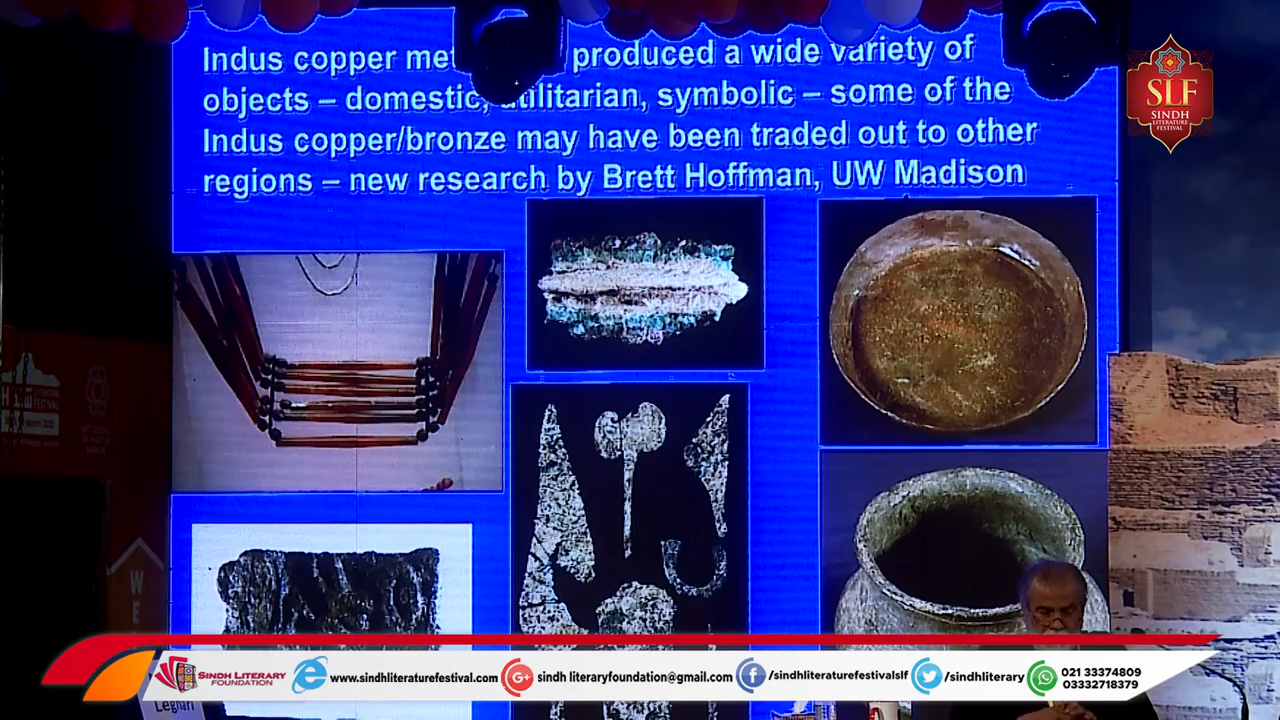 Indus copper met produced a wide variety of
objects – domestic, utilitarian, symbolic – some of the
Indus copper/bronze may have been traded out to other
regions – new research by Brett Hoffman, UW Madison
SLF
SINDH
LITERATURE
FESTIVAL
W
E
Leghari
SINDH LITERARY
FOUNDATION
www.sindhliteraturefestival.com
sindh literaryfoundation@gmail.com
/sindhliteraturefestivalslf
/sindhliterary
021 33374809
03332718379